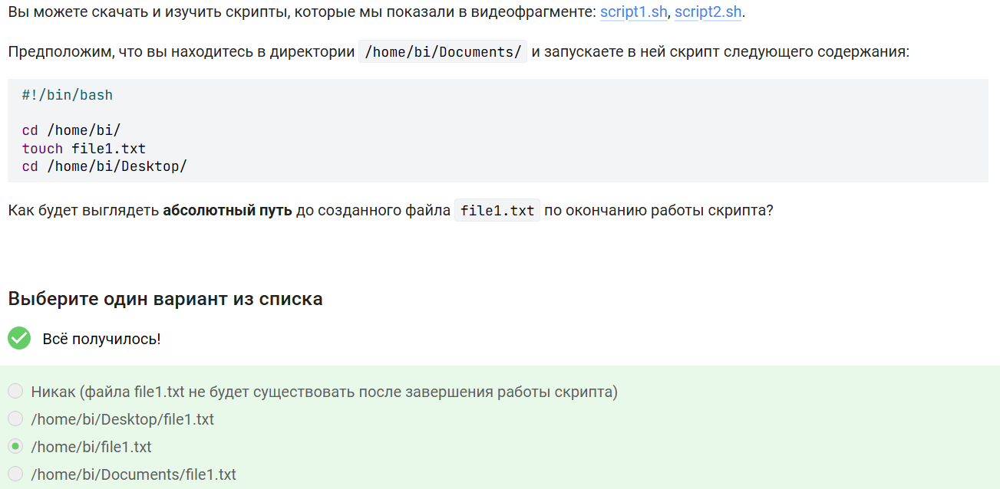 Вы можете скачать и изучить скрипты, которые мы показали в видеофрагменте: script1.sh, script2.sh.
Предположим, что вы находитесь в директории /home/bi/Documents/ и запускаете в ней скрипт следующего содержания:
#!/bin/bash
cd /home/bi/
touch file1.txt
cd /home/bi/Desktop/
Как будет выглядеть абсолютный путь до созданного файла file1.txt по окончанию работы скрипта?
Выберите один вариант из списка
Всё получилось!
Никак (файла file1.txt не будет существовать после завершения работы скрипта)
/home/bi/Desktop/file1.txt
/home/bi/file1.txt
/home/bi/Documents/file1.txt